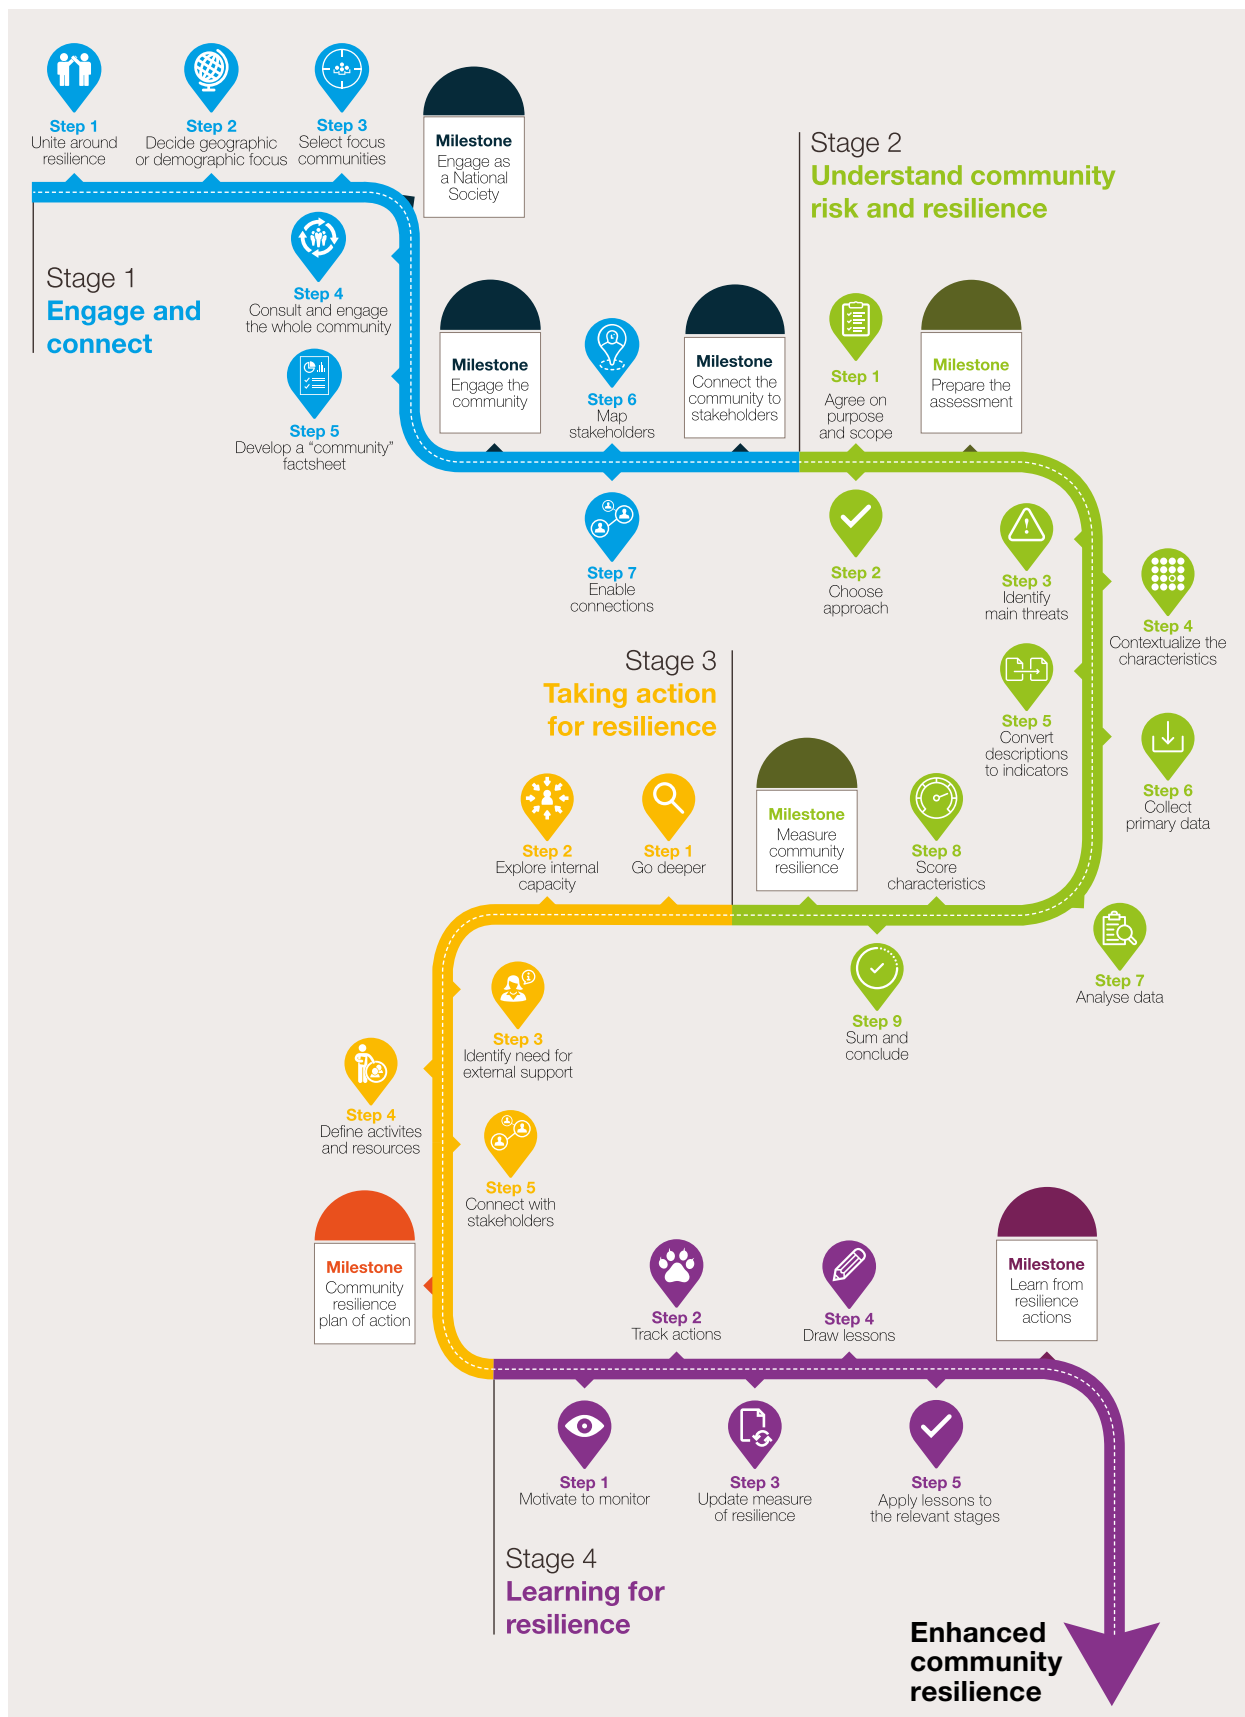 Step 1
Unite around
resilience
Step 2
Decide geographic
or demographic focus
Step 3
Select focus
communities
Milestone
Engage as
a National
Society
Stage 1
Engage and
connect
Step 4
Consult and engage
the whole community
Step 5
Develop a “community”
factsheet
Milestone
Engage the
community
Step 6
Map
stakeholders
Milestone
Connect the
community to
stakeholders
Step 7
Enable
connections
Stage 2
Understand community
risk and resilience
Step 1
Agree on
purpose
and scope
Milestone
Prepare the
assessment
Step 2
Choose
approach
Step 3
Identify
main threats
Step 4
Contextualize the
characteristics
Step 5
Convert
descriptions
to indicators
Step 6
Collect
primary data
Step 7
Analyse data
Step 8
Score
characteristics
Step 9
Sum and
conclude
Milestone
Measure
community
resilience
Stage 3
Taking action
for resilience
Step 1
Go deeper
Step 2
Explore internal
capacity
Step 3
Identify need for
external support
Step 4
Define activites
and resources
Step 5
Connect with
stakeholders
Milestone
Community
resilience
plan of action
Stage 4
Learning for
resilience
Step 1
Motivate to monitor
Step 2
Track actions
Step 3
Update measure
of resilience
Step 4
Draw lessons
Step 5
Apply lessons to
the relevant stages
Milestone
Learn from
resilience
actions
Enhanced
community
resilience